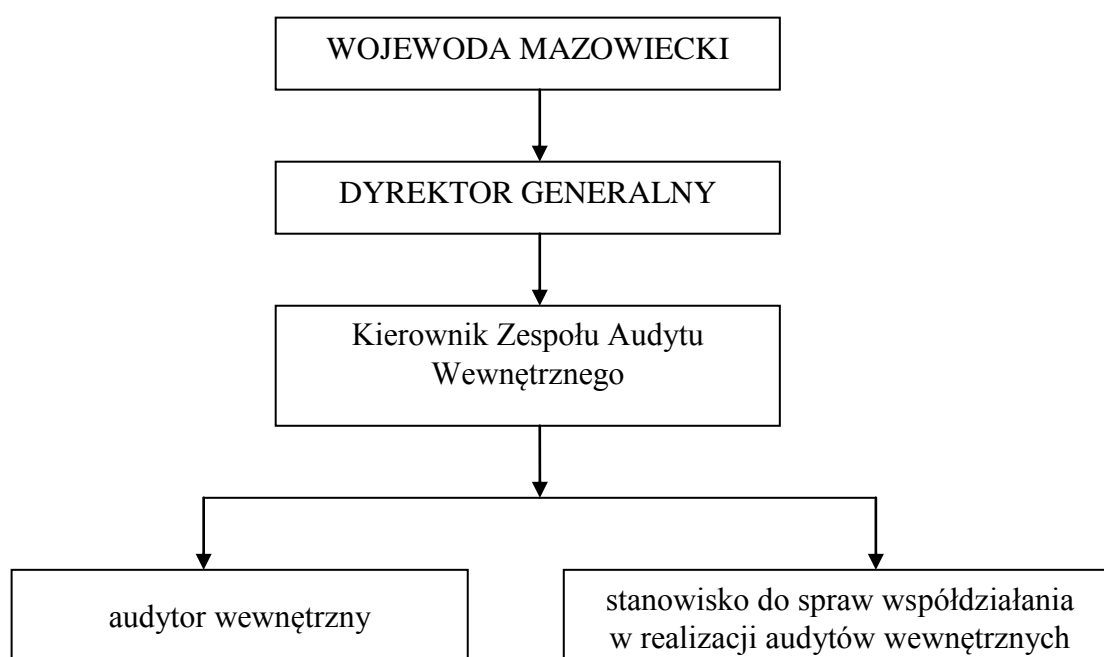 WOJEWODA MAZOWIECKI
DYREKTOR GENERALNY
Kierownik Zespołu Audytu
Wewnętrznego
audytor wewnętrzny
stanowisko do spraw współdziałania
w realizacji audytów wewnętrznych